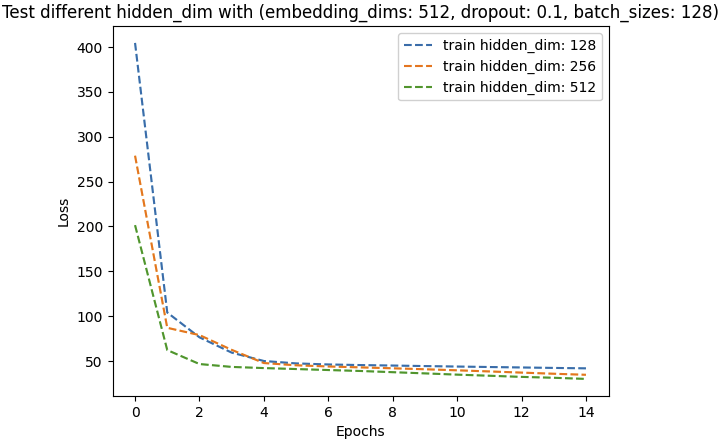 Test different hidden_dim with (embedding_dims: 512, dropout: 0.1, batch_sizes: 128)
train hidden_dim: 128
train hidden_dim: 256
train hidden_dim: 512
Loss
400
350
300
250
200
150
100
50
0 2 4 6 8 10 12 14
Epochs